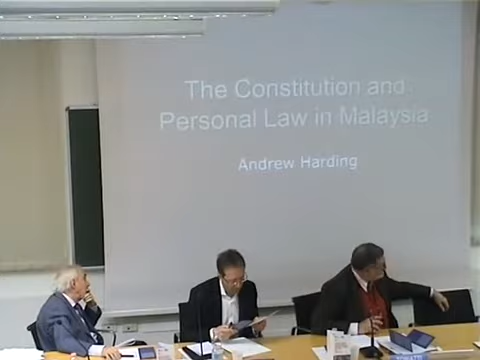 The Constitution and
Personal Law in Malaysia
Andrew Harding